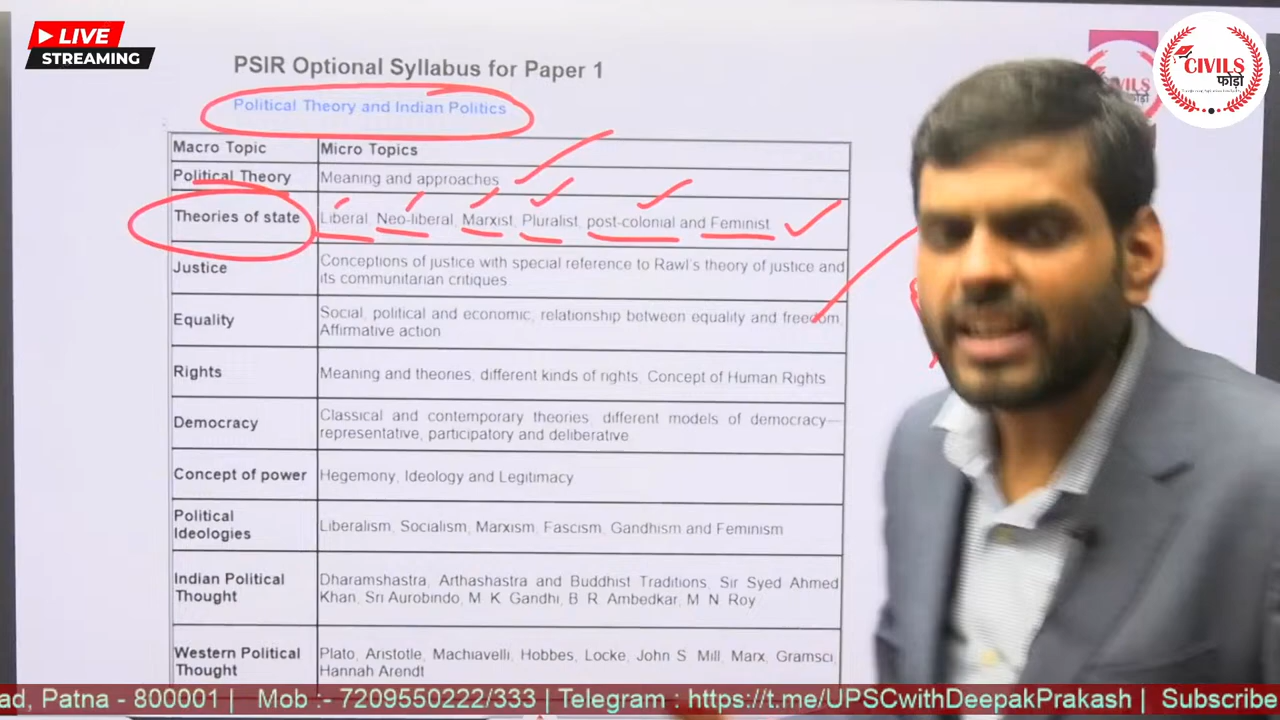 LIVE
STREAMING
PSIR Optional Syllabus for Paper 1
Political Theory and Indian Politics
CIVILS
फोड़ो
Macro Topic
Micro Topics
Political Theory
Meaning and approaches
Theories of state
Liberal, Neo-liberal, Marxist, Pluralist, post-colonial and Feminist
Justice
Conceptions of justice with special reference to Rawl's theory of justice and
its communitarian critiques
Equality
Social, political and economic, relationship between equality and freedom,
Affirmative action
Rights
Meaning and theories, different kinds of rights, Concept of Human Rights
Democracy
Classical and contemporary theories, different models of democracy—
representative, participatory and deliberative
Concept of power
Hegemony, Ideology and Legitimacy
Political
Ideologies
Liberalism, Socialism, Marxism, Fascism, Gandhism and Feminism
Indian Political
Thought
Dharamshastra, Arthashastra and Buddhist Traditions, Sir Syed Ahmed
Khan, Sri Aurobindo, M K Gandhi, B R Ambedkar, M N Roy
Western Political
Thought
Plato, Aristotle, Machiavelli, Hobbes, Locke, John S Mill, Marx, Gramsci,
Hannah Arendt
ad, Patna - 800001 | Mob :- 7209550222/333 | Telegram : https://t.me/UPSCwithDeepakPrakash | Subscribe